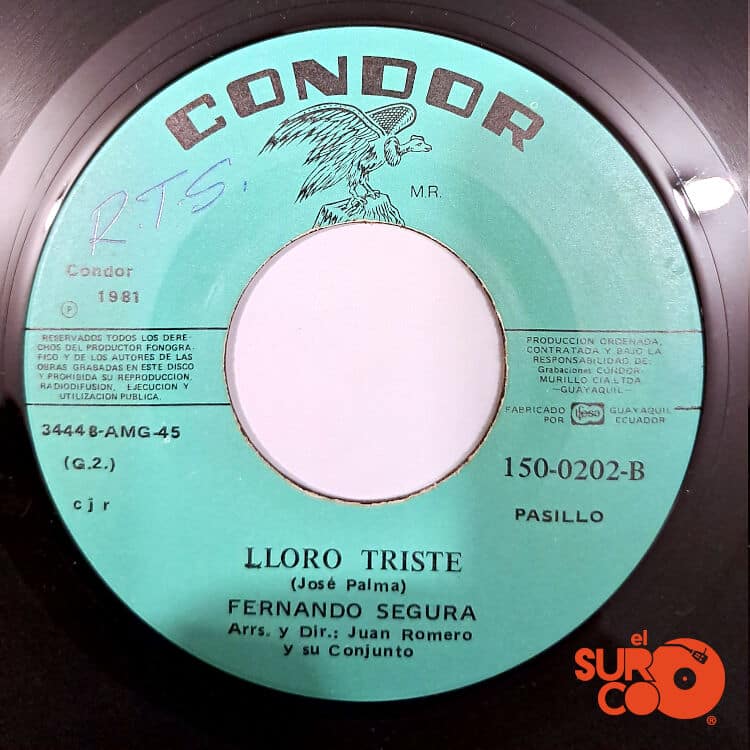 CONDOR
M.R.
R.T.S.
Condor
℗ 1981
RESERVADOS TODOS LOS DERE-
CHOS DEL PRODUCTOR FONOGRA-
FICO Y DE LOS AUTORES DE LAS
OBRAS GRABADAS EN ESTE DISCO
Y PROHIBIDA SU REPRODUCCION,
RADIODIFUSION, EJECUCION Y
UTILIZACION PUBLICA.
PRODUCCION ORDENADA,
CONTRATADA Y BAJO LA
RESPONSABILIDAD DE:
Grabaciones CONDOR-
MURILLO CIA.LTDA.
-GUAYAQUIL-
FABRICADO
POR
GUAYAQUIL
ECUADOR
34448-AMG-45
(G.2.)
cjr
150-0202-B
PASILLO
LLORO TRISTE
(José Palma)
FERNANDO SEGURA
Arrs. y Dir.: Juan Romero
y su Conjunto
el
SUR
CO
®